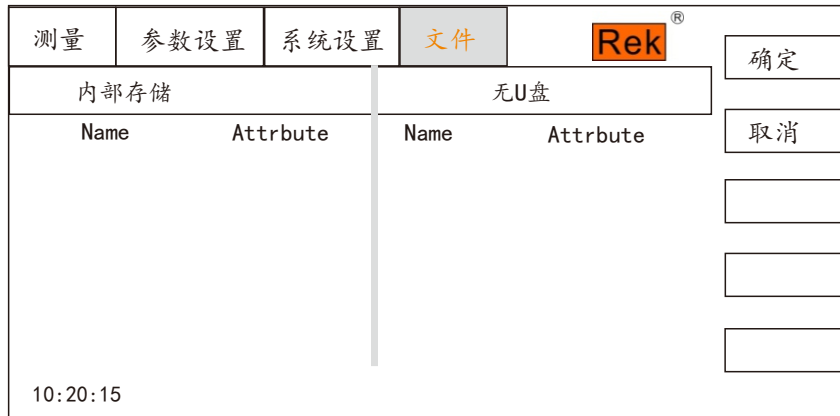 测量 参数设置 系统设置 文件 Rek®
确定
内部存储 无U盘
Name Attrbute Name Attrbute
取消
10:20:15